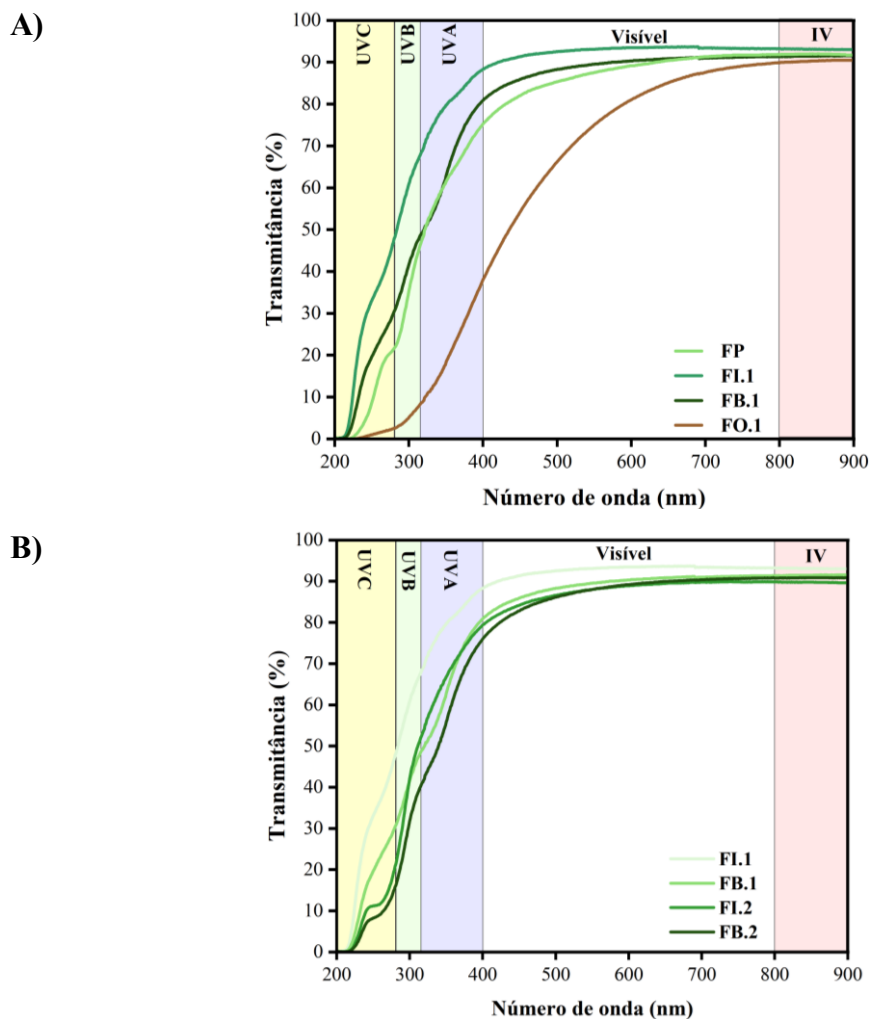 A)
100
90
80
70
60
50
40
30
20
10
0
Transmitância (%)
UVC
UVB
UVA
Visível
IV
FP
FI.1
FB.1
FO.1
200 300 400 500 600 700 800 900
Número de onda (nm)
B)
100
90
80
70
60
50
40
30
20
10
0
Transmitância (%)
UVC
UVB
UVA
Visível
IV
FI.1
FB.1
FI.2
FB.2
200 300 400 500 600 700 800 900
Número de onda (nm)